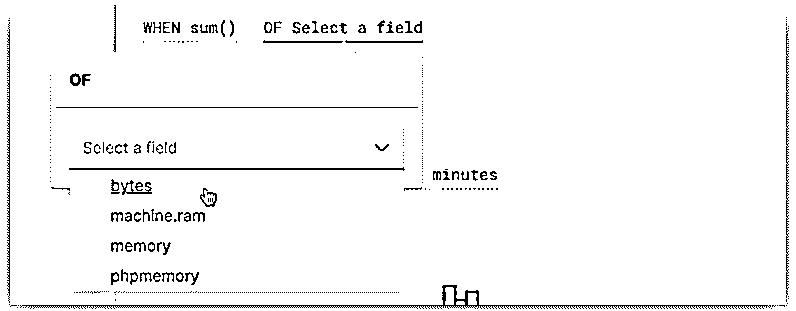 WHEN sum() OF Select a field
OF
Select a field
minutes
bytes
machine.ram
memory
phpmemory